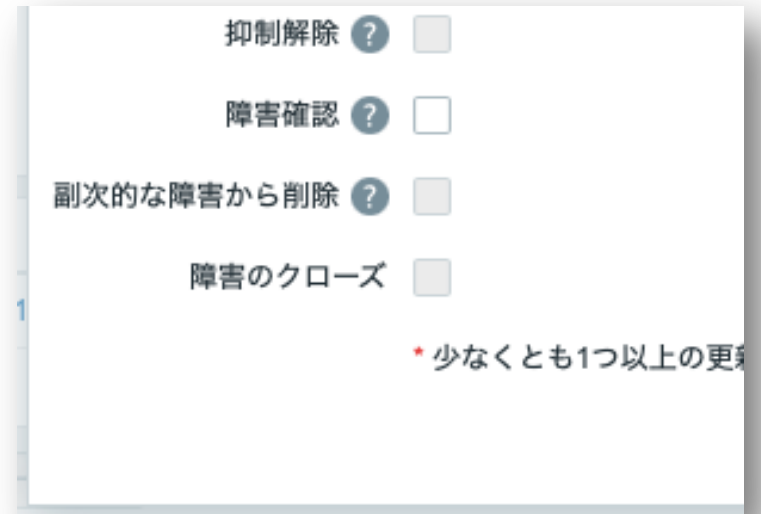 抑制解除 ?
障害確認 ?
副次的な障害から削除 ?
障害のクローズ
1
* 少なくとも1つ以上の更